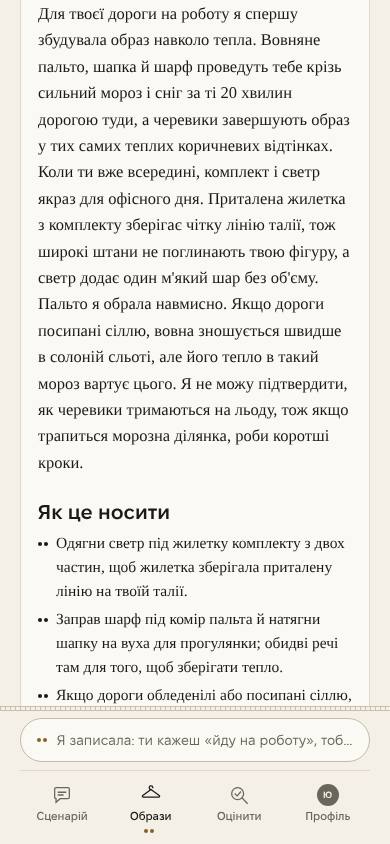 Для твоєї дороги на роботу я спершу
збудувала образ навколо тепла. Вовняне
пальто, шапка й шарф проведуть тебе крізь
сильний мороз і сніг за ті 20 хвилин
дорогою туди, а черевики завершують образ
у тих самих теплих коричневих відтінках.
Коли ти вже всередині, комплект і светр
якраз для офісного дня. Приталена жилетка
з комплекту зберігає чітку лінію талії, тож
широкі штани не поглинають твою фігуру, а
светр додає один м'який шар без об'єму.
Пальто я обрала навмисно. Якщо дороги
посипані сіллю, вовна зношується швидше
в солоній сльоті, але його тепло в такий
мороз вартує цього. Я не можу підтвердити,
як черевики тримаються на льоду, тож якщо
трапиться морозна ділянка, роби коротші
кроки.
Як це носити
•• Одягни светр під жилетку комплекту з двох
частин, щоб жилетка зберігала приталену
лінію на твоїй талії.
•• Заправ шарф під комір пальта й натягни
шапку на вуха для прогулянки; обидві речі
там для того, щоб зберігати тепло.
•• Якщо дороги обледенілі або посипані сіллю,
•• Я записала: ти кажеш «йду на роботу», тоб…
Сценарій
Образи
Оцінити
Ю
Профіль